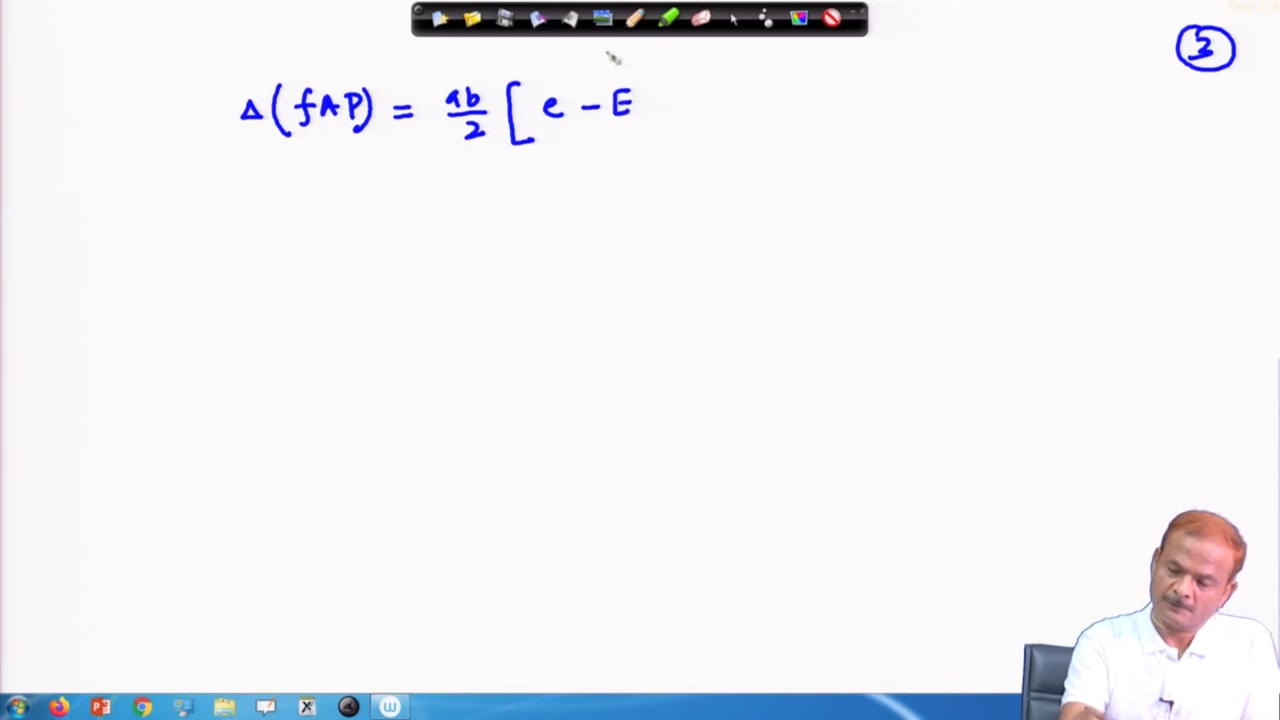 3
Δ(fAP) = ab/2 [ e - E